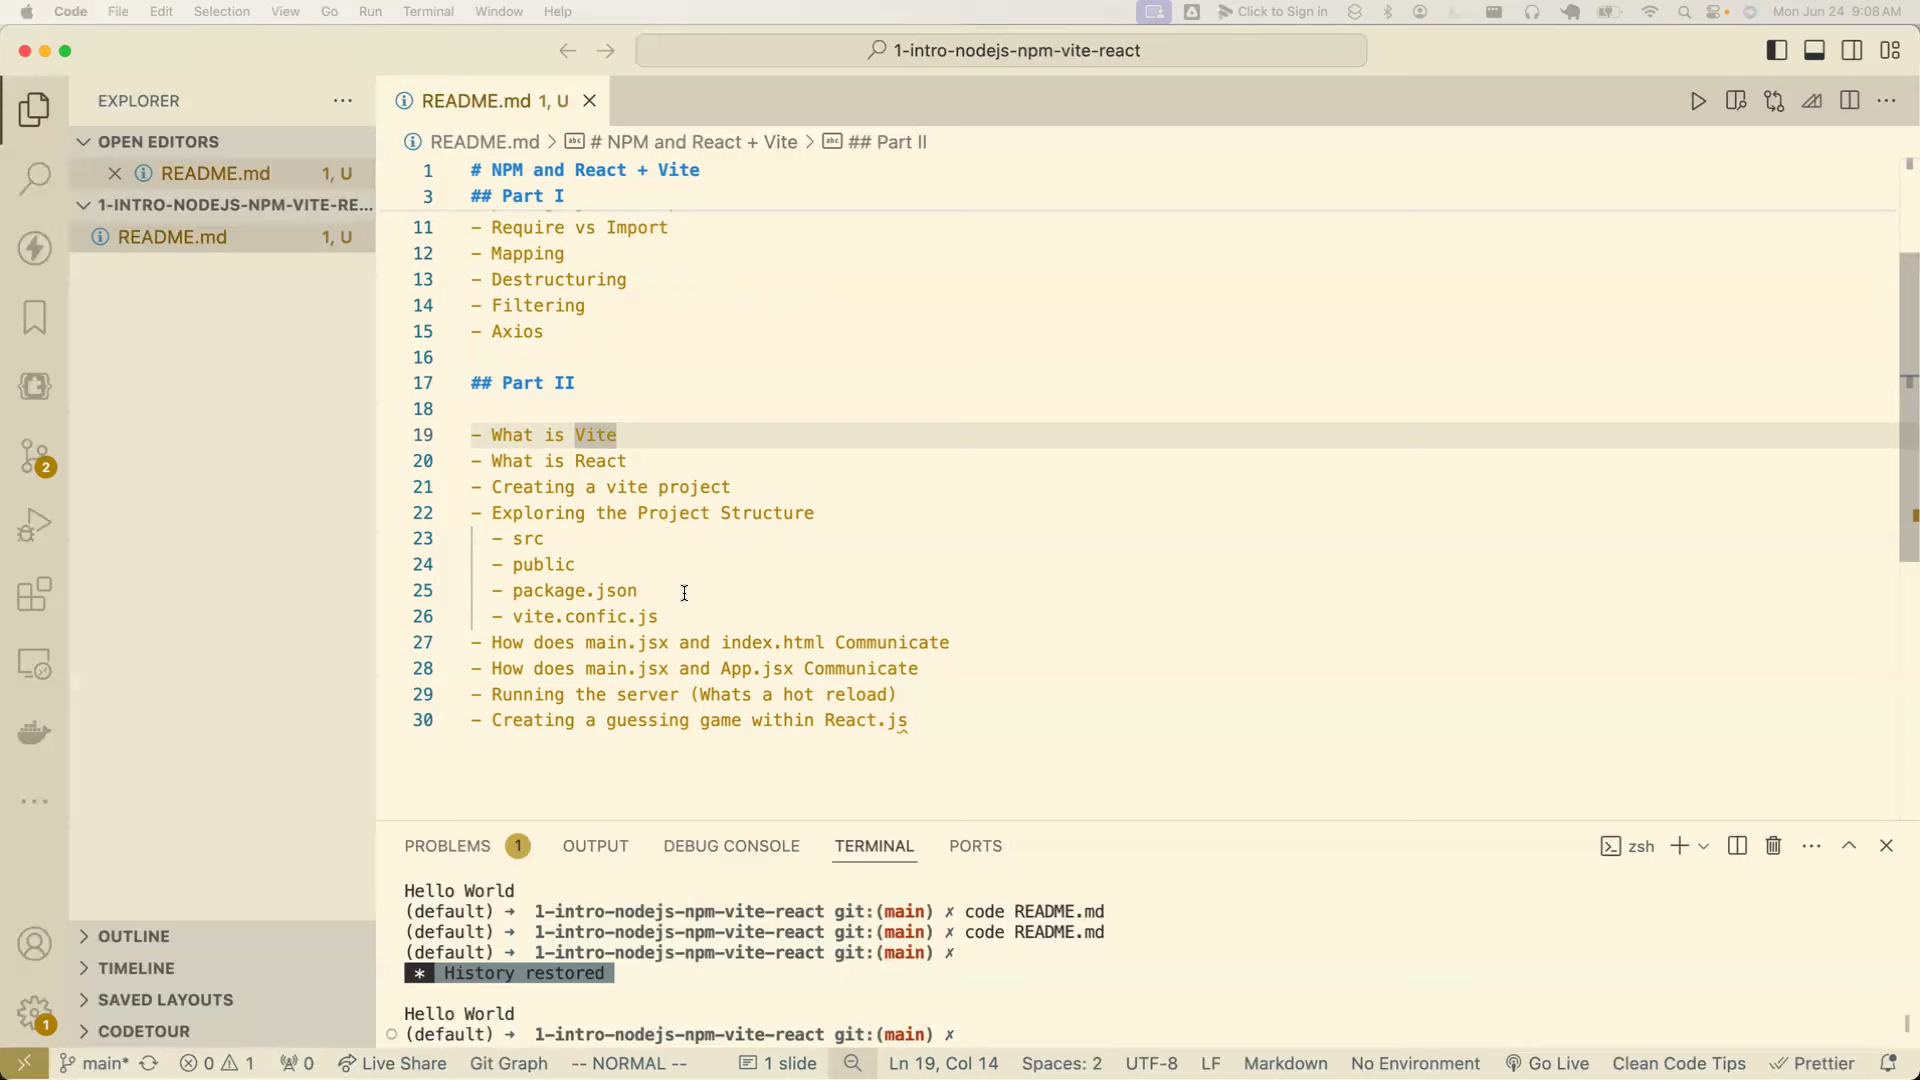 Code File Edit Selection View Go Run Terminal Window Help Click to Sign in Mon Jun 24 9:08 AM
1-intro-nodejs-npm-vite-react
EXPLORER
OPEN EDITORS
README.md 1, U
1-INTRO-NODEJS-NPM-VITE-RE...
README.md 1, U
README.md 1, U
README.md > # NPM and React + Vite > ## Part II
1 # NPM and React + Vite
3 ## Part I
11 - Require vs Import
12 - Mapping
13 - Destructuring
14 - Filtering
15 - Axios
16
17 ## Part II
18
19 - What is Vite
20 - What is React
21 - Creating a vite project
22 - Exploring the Project Structure
23 - src
24 - public
25 - package.json
26 - vite.confic.js
27 - How does main.jsx and index.html Communicate
28 - How does main.jsx and App.jsx Communicate
29 - Running the server (Whats a hot reload)
30 - Creating a guessing game within React.js
2
1
OUTLINE
TIMELINE
SAVED LAYOUTS
CODETOUR
PROBLEMS 1 OUTPUT DEBUG CONSOLE TERMINAL PORTS zsh
Hello World
(default) → 1-intro-nodejs-npm-vite-react git:(main) ✗ code README.md
(default) → 1-intro-nodejs-npm-vite-react git:(main) ✗ code README.md
(default) → 1-intro-nodejs-npm-vite-react git:(main) ✗
* History restored
Hello World
(default) → 1-intro-nodejs-npm-vite-react git:(main) ✗
main* 0 1 0 Live Share Git Graph -- NORMAL -- 1 slide Ln 19, Col 14 Spaces: 2 UTF-8 LF Markdown No Environment Go Live Clean Code Tips Prettier